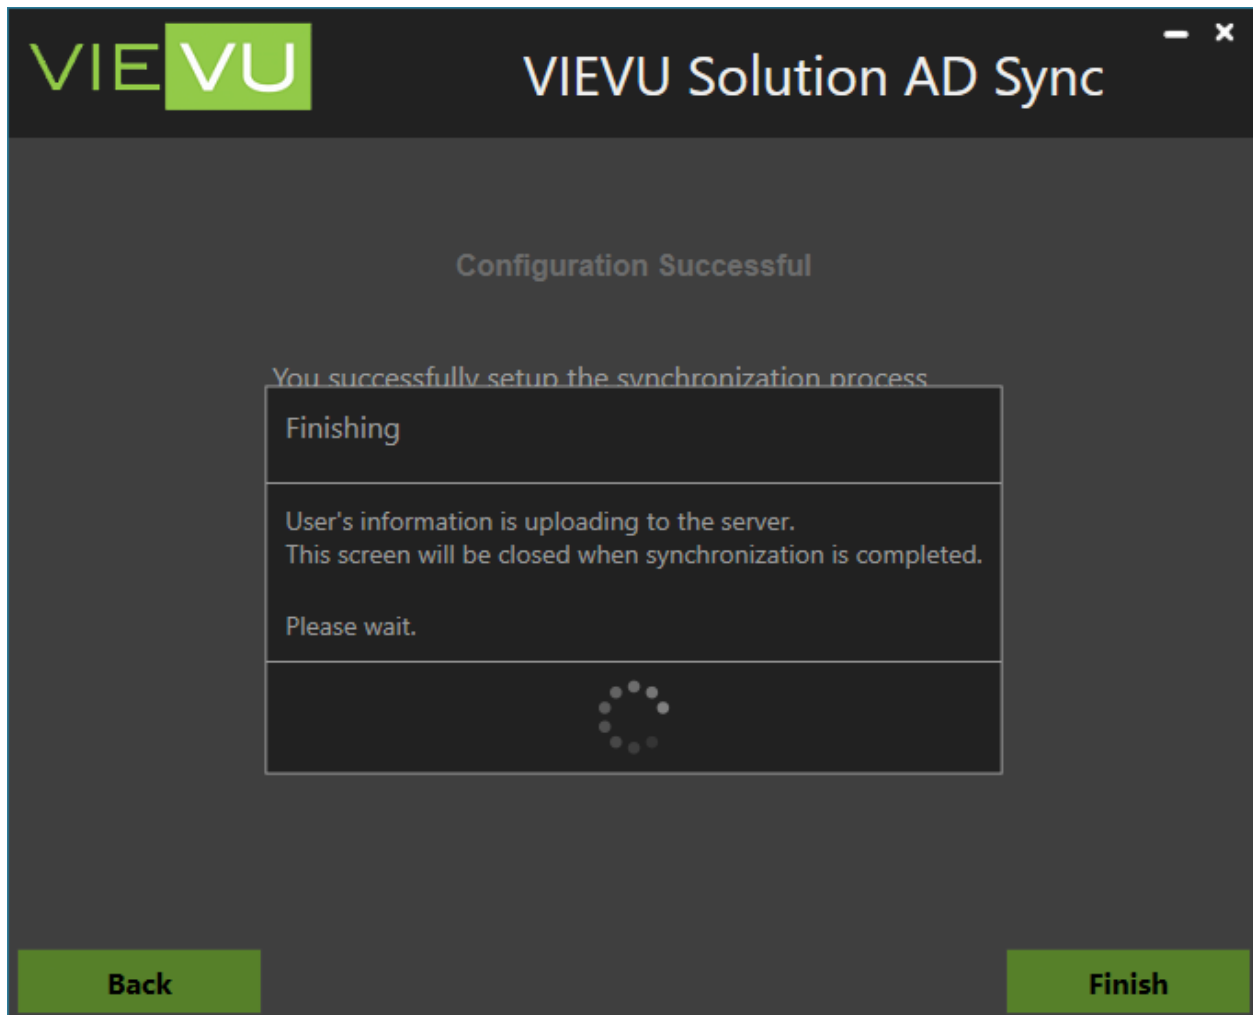 VIEVU
VIEVU Solution AD Sync
Configuration Successful
You successfully setup the synchronization process
Finishing
User's information is uploading to the server.
This screen will be closed when synchronization is completed.
Please wait.
Back
Finish